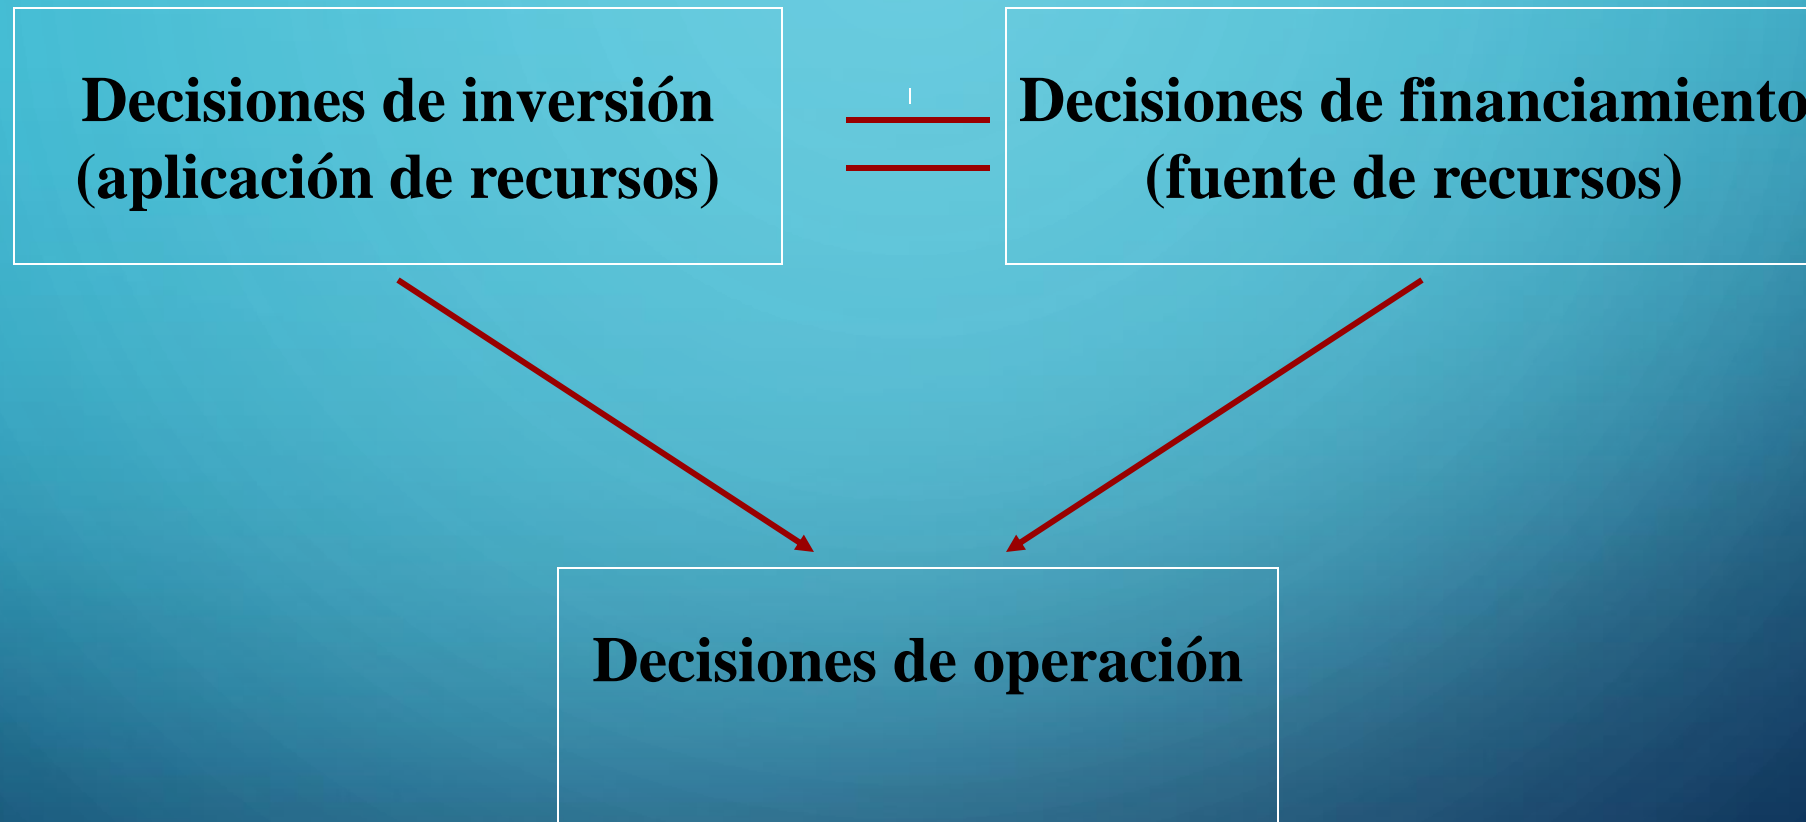 Decisiones de inversión
(aplicación de recursos)
Decisiones de financiamiento
(fuente de recursos)
Decisiones de operación